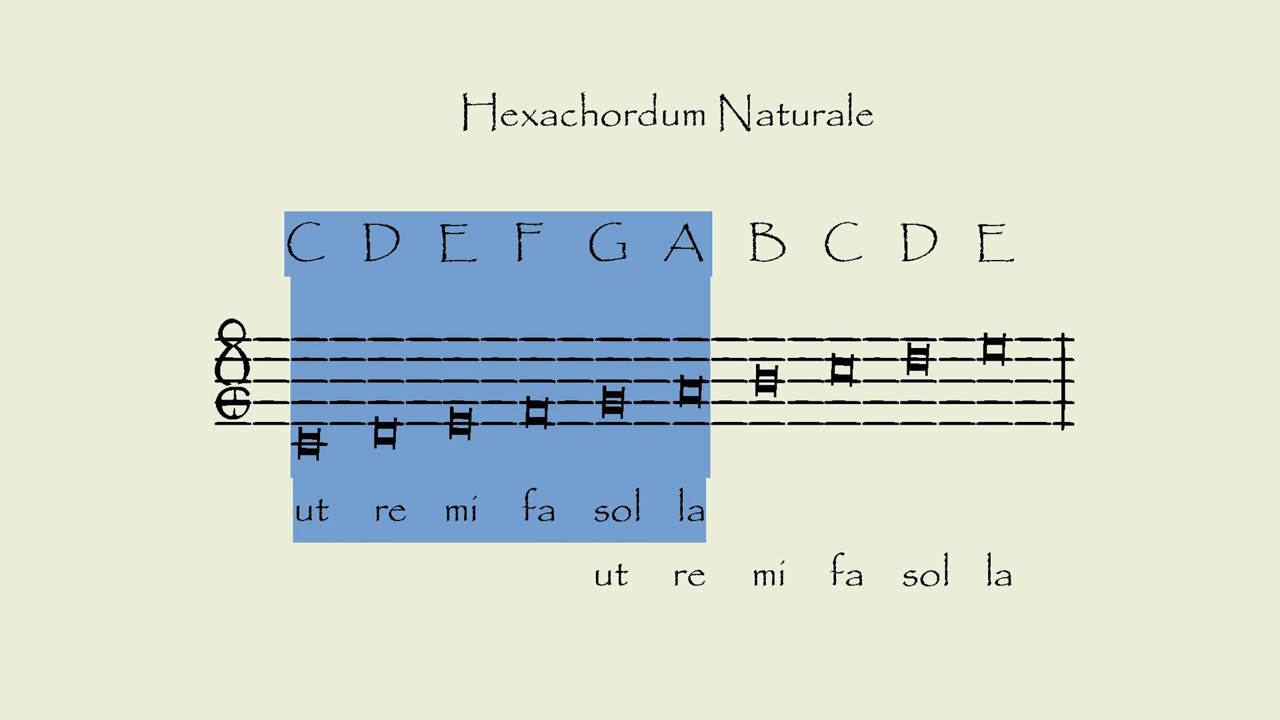 Hexachordum Naturale
C D E F G A B C D E
ut re mi fa sol la
ut re mi fa sol la